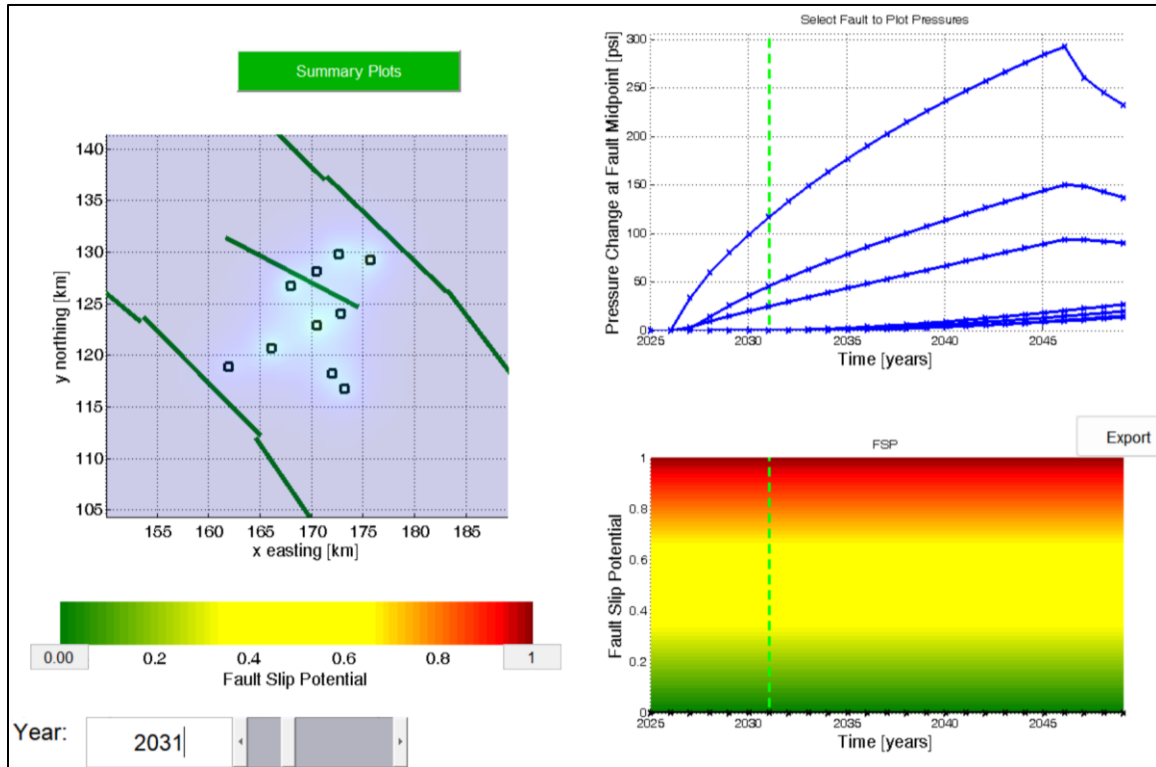 Summary Plots
140
135
130
125
120
115
110
105
y northing [km]
155 160 165 170 175 180 185
x easting [km]
0.00 0.2 0.4 0.6 0.8 1
Fault Slip Potential
Year: 2031
Select Fault to Plot Pressures
300
250
200
150
100
50
0
Pressure Change at Fault Midpoint [psi]
2025 2030 2035 2040 2045
Time [years]
Export
FSP
1
0.8
0.6
0.4
0.2
0
Fault Slip Potential
2025 2030 2035 2040 2045
Time [years]